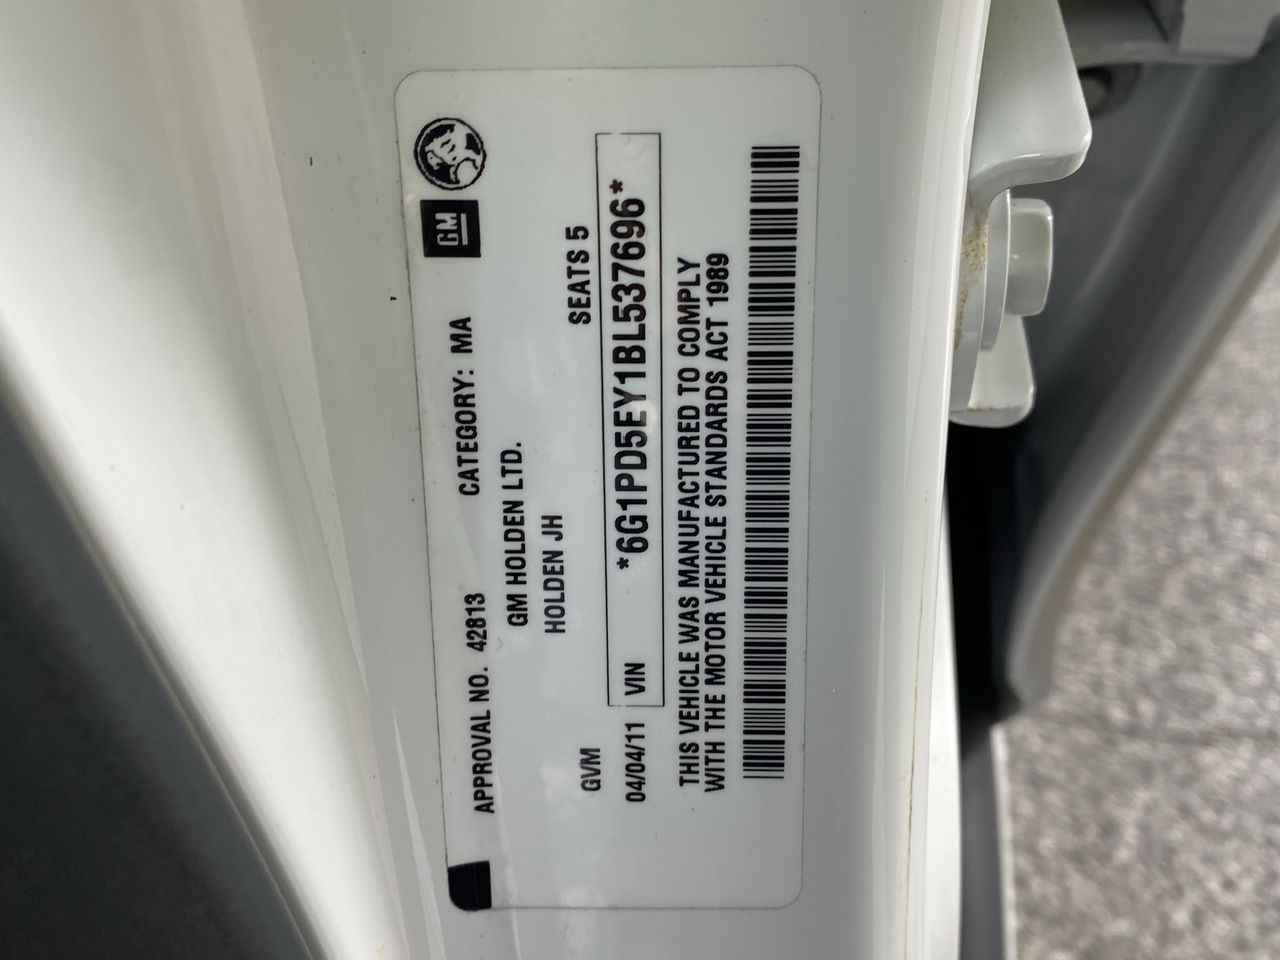 APPROVAL NO. 42813 CATEGORY: MA GM
GM HOLDEN LTD.
HOLDEN JH
GVM SEATS 5
04/04/11 VIN *6G1PD5EY1BL537696*
THIS VEHICLE WAS MANUFACTURED TO COMPLY
WITH THE MOTOR VEHICLE STANDARDS ACT 1989